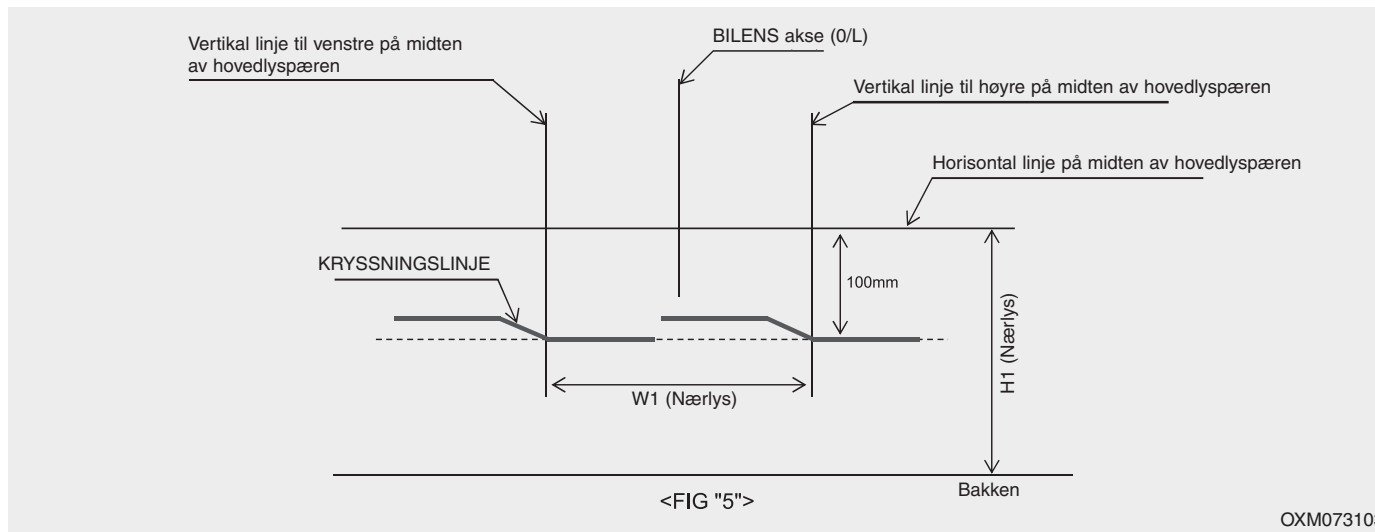 BILENS akse (0/L)
Vertikal linje til venstre på midten
av hovedlyspæren
Vertikal linje til høyre på midten av hovedlyspæren
Horisontal linje på midten av hovedlyspæren
KRYSSNINGSLINJE
100mm
H1 (Nærlys)
W1 (Nærlys)
Bakken
<FIG "5">